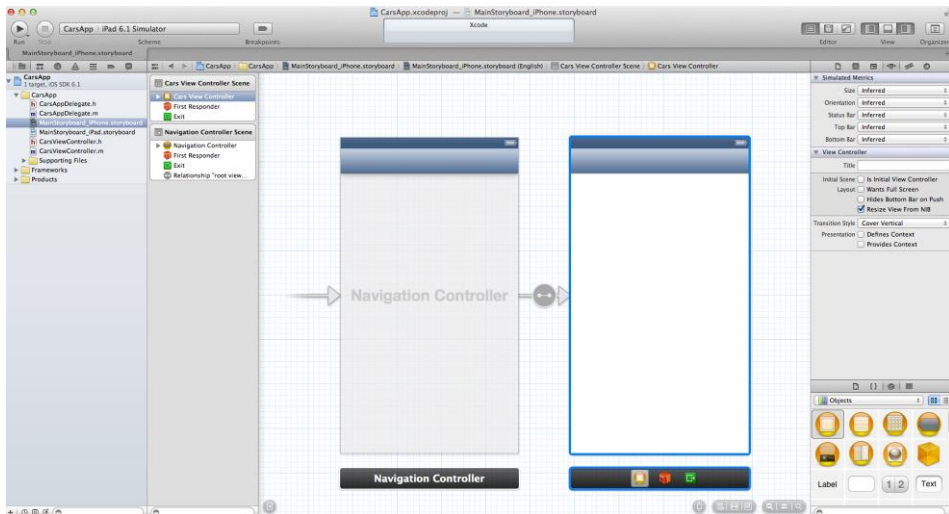 CarsApp.xcodeproj — MainStoryboard_iPhone.storyboard
CarsApp iPad 6.1 Simulator
Xcode
Run Stop Scheme Breakpoints Editor View Organizer
MainStoryboard_iPhone.storyboard
CarsApp CarsApp MainStoryboard_iPhone.storyboard MainStoryboard_iPhone.storyboard (English) Cars View Controller Scene Cars View Controller
CarsApp
1 target, iOS SDK 6.1
CarsApp
CarsAppDelegate.h
CarsAppDelegate.m
MainStoryboard_iPhone.storyboard
MainStoryboard_iPad.storyboard
CarsViewController.h
CarsViewController.m
Supporting Files
Frameworks
Products
Cars View Controller Scene
Cars View Controller
First Responder
Exit
Navigation Controller Scene
Navigation Controller
First Responder
Exit
Relationship "root view...
Navigation Controller
Navigation Controller
Simulated Metrics
Size Inferred
Orientation Inferred
Status Bar Inferred
Top Bar Inferred
Bottom Bar Inferred
View Controller
Title
Initial Scene Is Initial View Controller
Layout Wants Full Screen
Hides Bottom Bar on Push
Resize View From NIB
Transition Style Cover Vertical
Presentation Defines Context
Provides Context
Objects
Label 1 2 Text